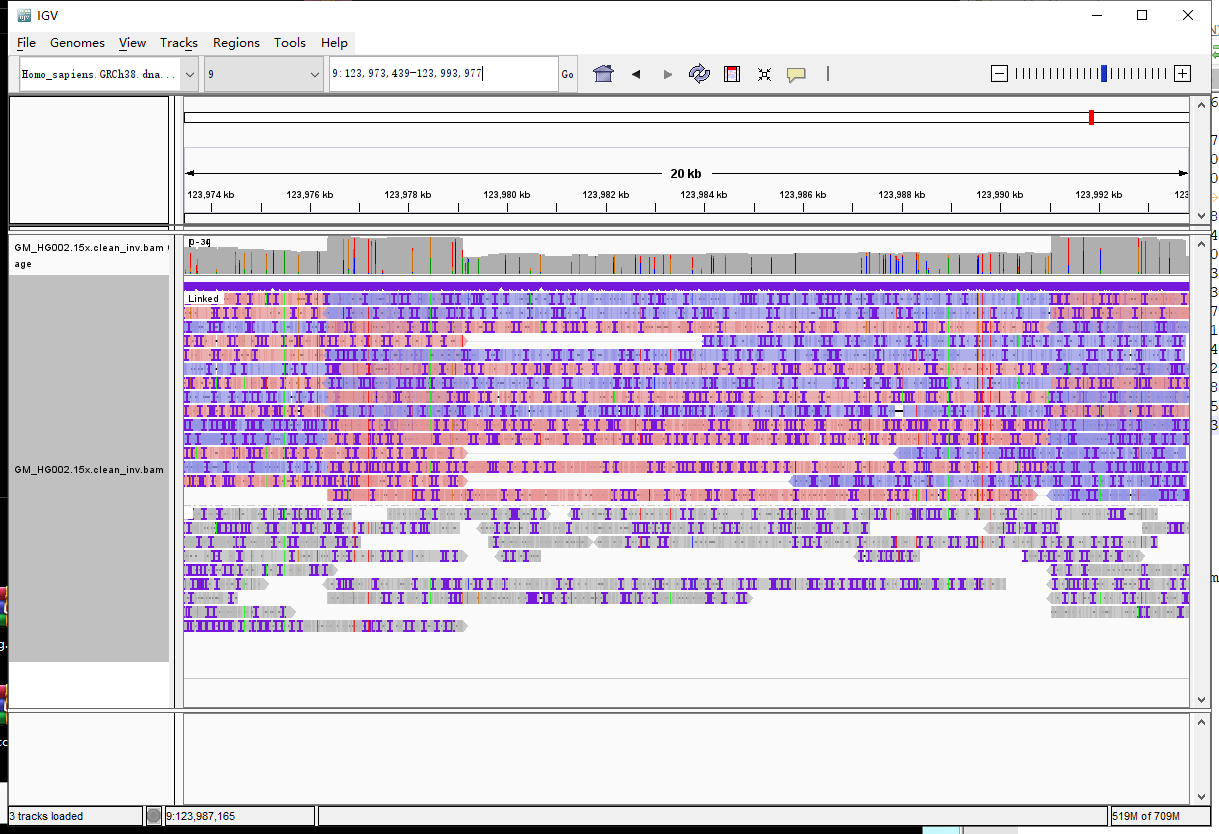 IGV
File Genomes View Tracks Regions Tools Help
Homo_sapiens.GRCh38.dna... 9 9:123,973,439-123,993,977 Go
20 kb
123,974 kb 123,976 kb 123,978 kb 123,980 kb 123,982 kb 123,984 kb 123,986 kb 123,988 kb 123,990 kb 123,992 kb 123
GM_HG002.15x.clean_inv.bam
age
Linked
GM_HG002.15x.clean_inv.bam
3 tracks loaded 9:123,987,165 519M of 709M